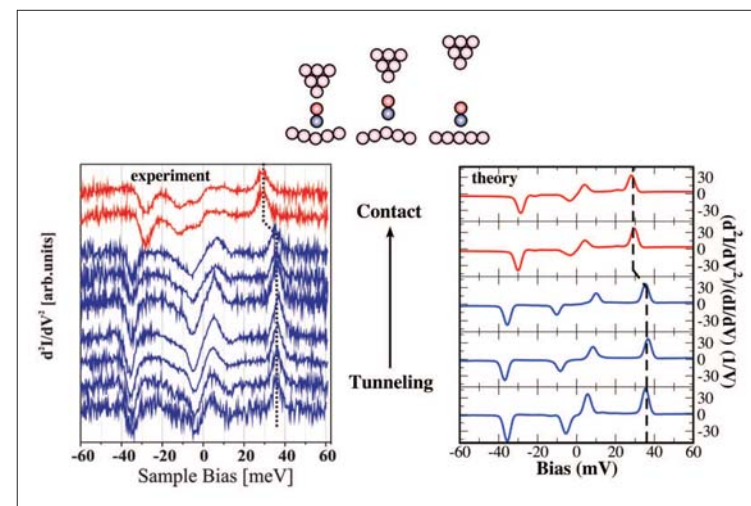 experiment
d²I/dV² [arb.units]
-60 -40 -20 0 20 40 60
Sample Bias [meV]
Contact
Tunneling
theory
30
0
-30
30
0
-30
30
0
-30
30
0
-30
30
0
-30
(d²I/dV²)/(dI/dV) (1/V)
-60 -40 -20 0 20 40 60
Bias (mV)